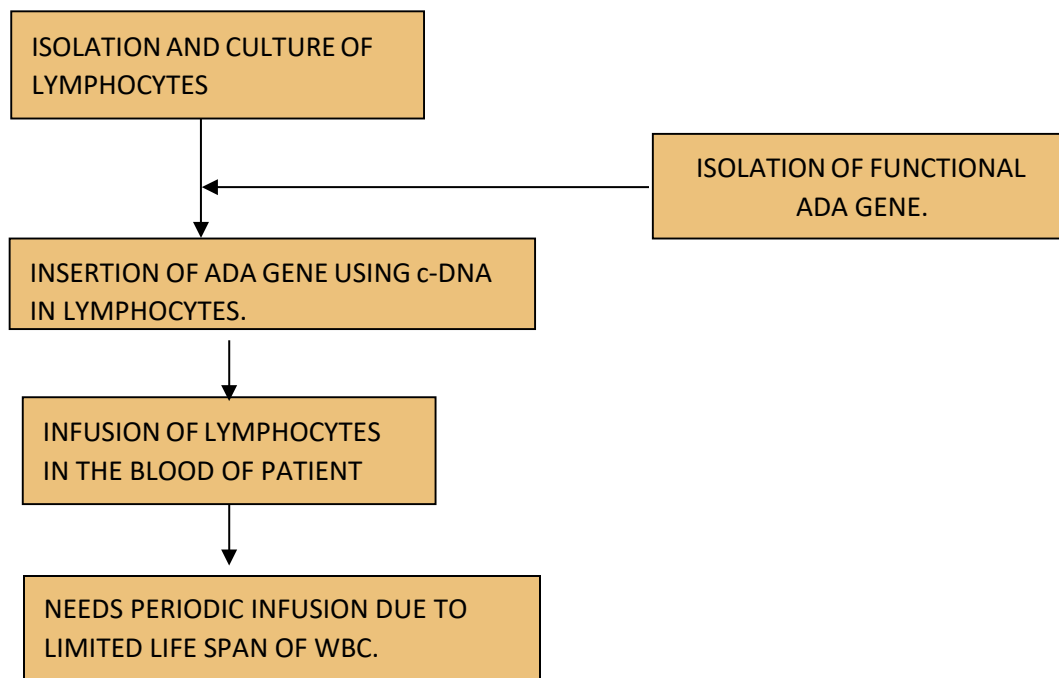 ISOLATION AND CULTURE OF
LYMPHOCYTES
ISOLATION OF FUNCTIONAL
ADA GENE.
INSERTION OF ADA GENE USING c-DNA
IN LYMPHOCYTES.
INFUSION OF LYMPHOCYTES
IN THE BLOOD OF PATIENT
NEEDS PERIODIC INFUSION DUE TO
LIMITED LIFE SPAN OF WBC.